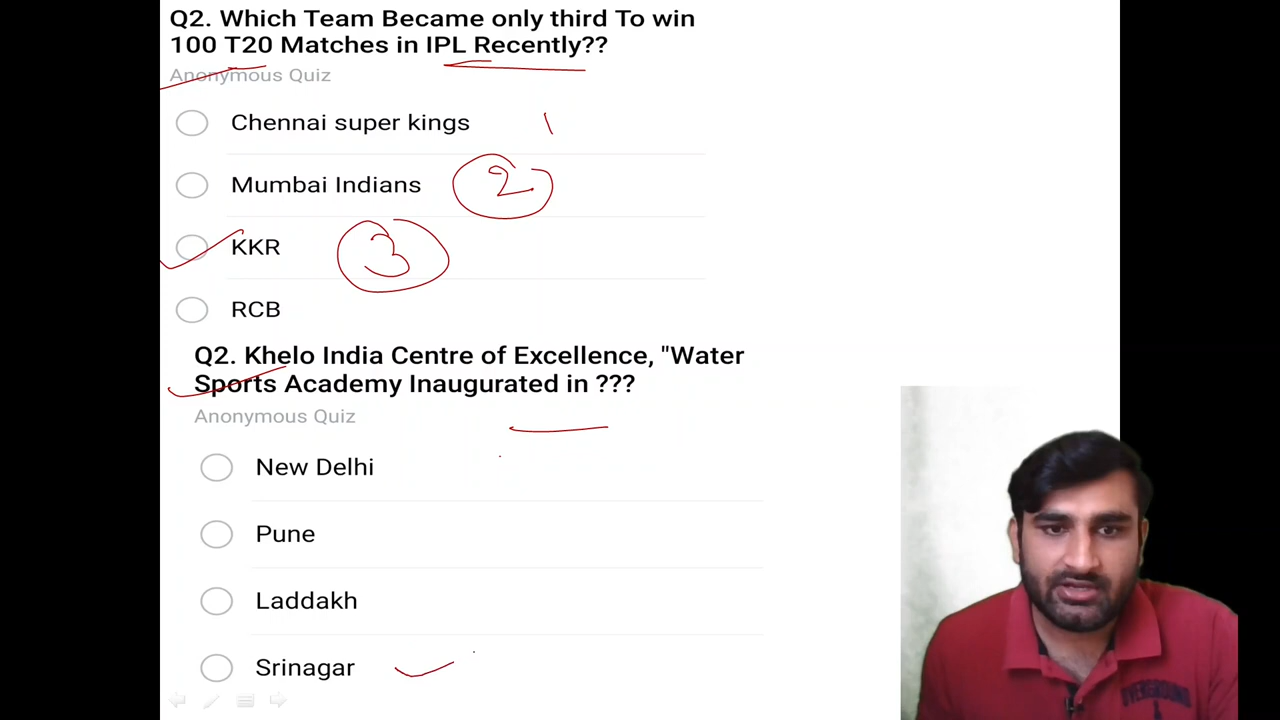 Q2. Which Team Became only third To win
100 T20 Matches in IPL Recently??
Anonymous Quiz
Chennai super kings 1
Mumbai Indians 2
KKR 3
RCB
Q2. Khelo India Centre of Excellence, "Water
Sports Academy Inaugurated in ???
Anonymous Quiz
New Delhi
Pune
Laddakh
Srinagar